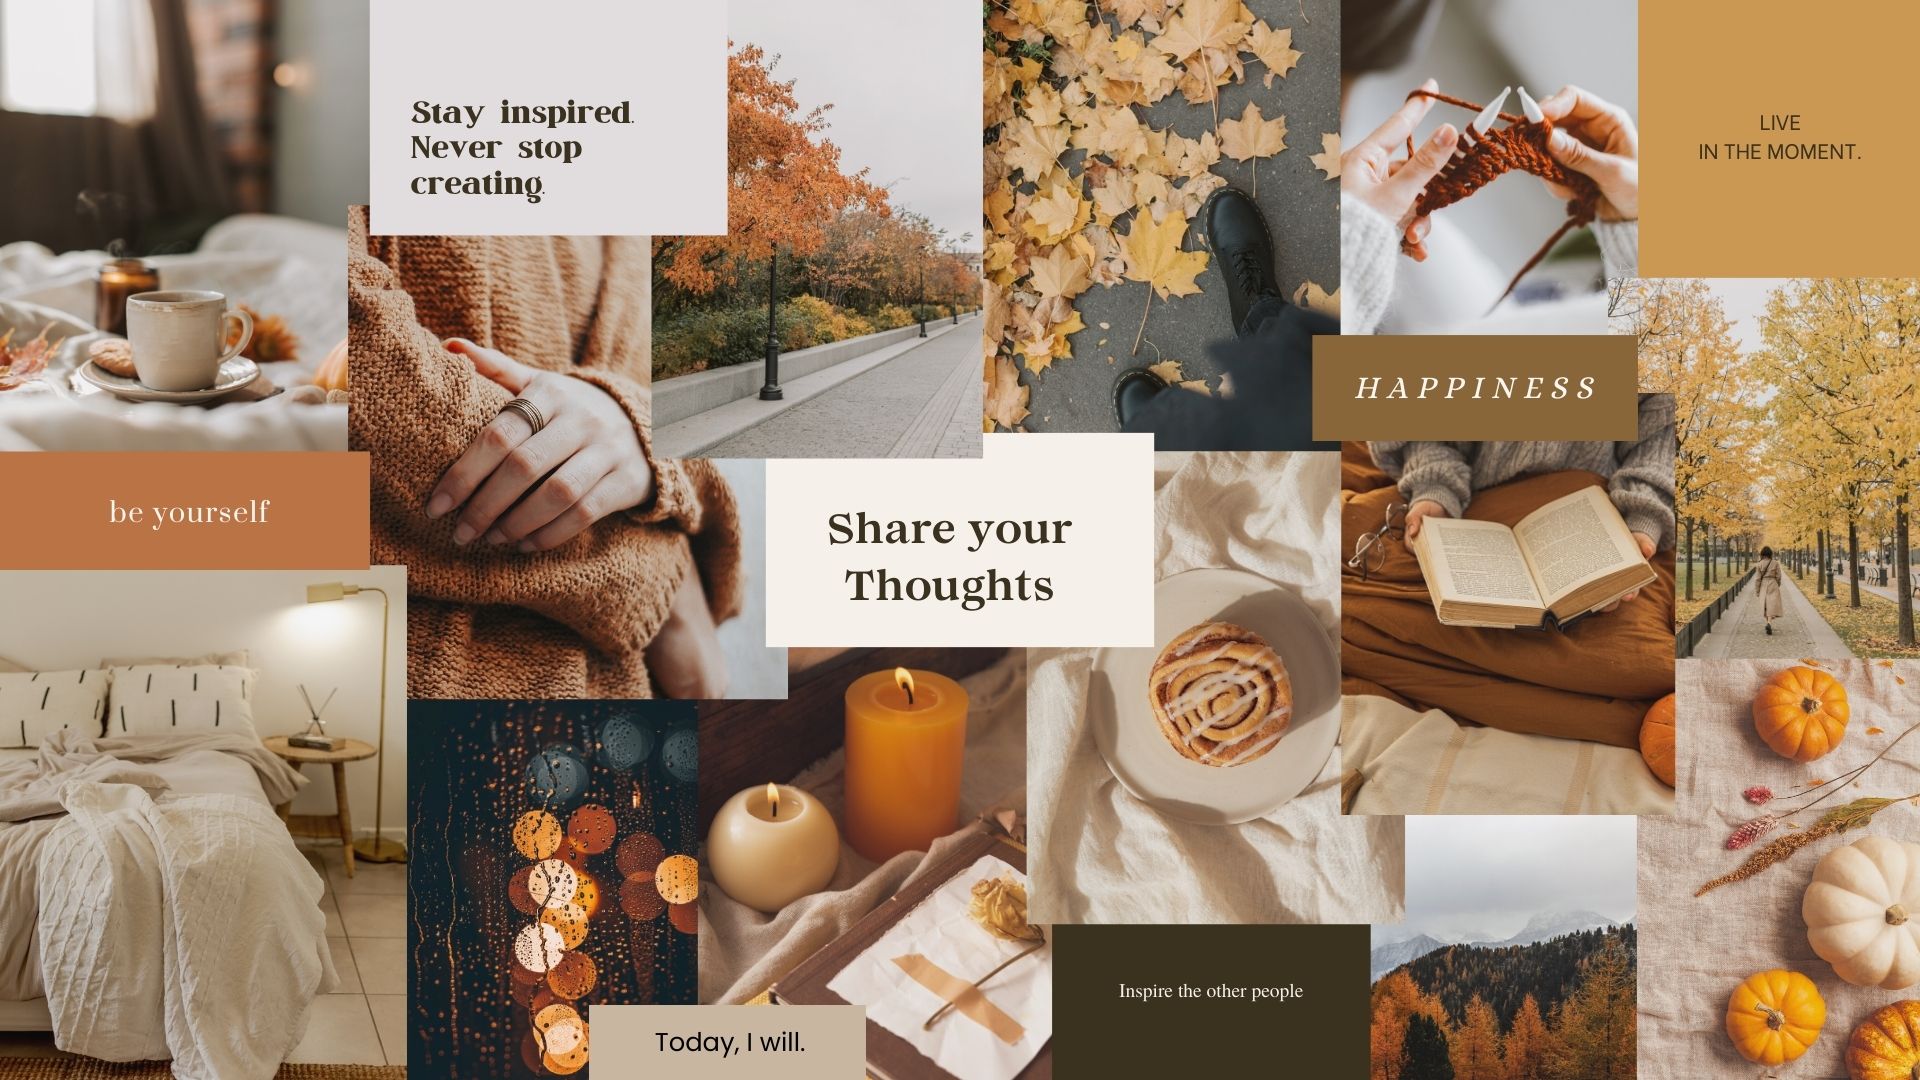 Stay inspired.
Never stop
creating.
LIVE
IN THE MOMENT.
HAPPINESS
be yourself
Share your
Thoughts
Inspire the other people
Today, I will.